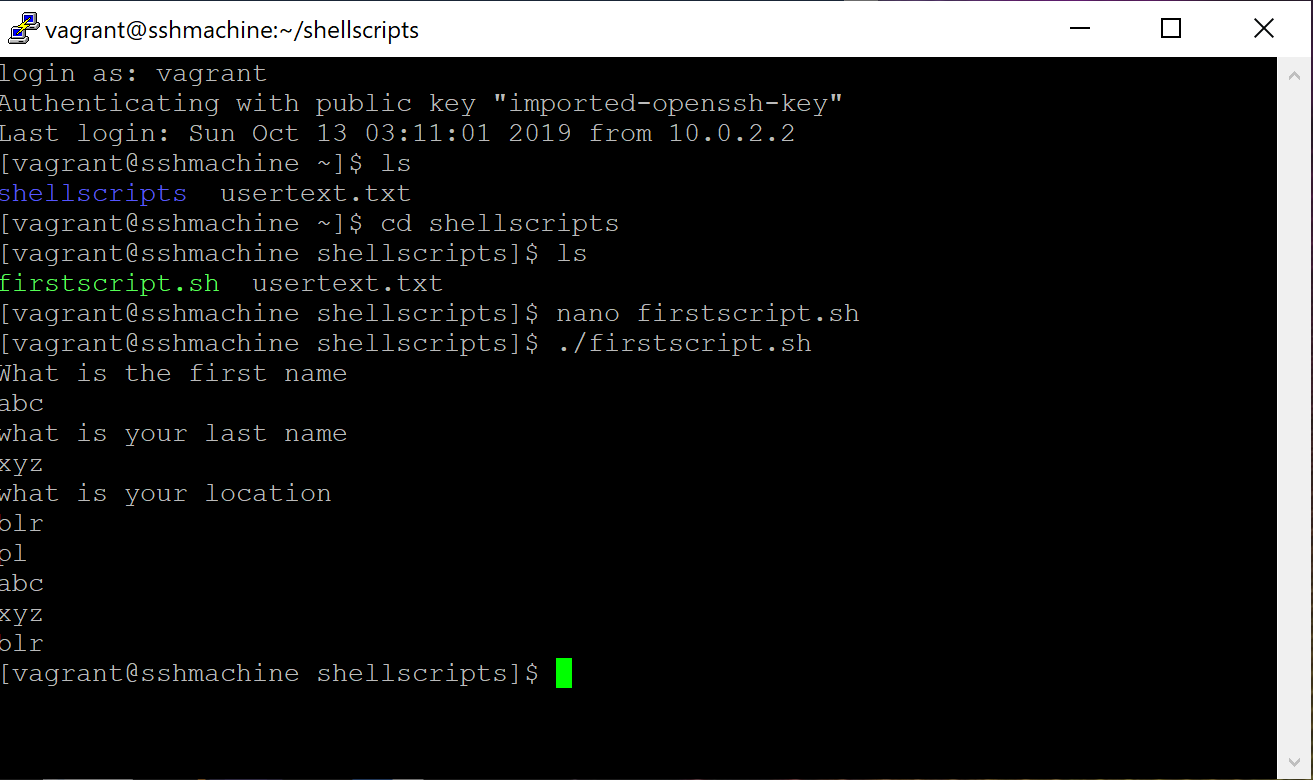 vagrant@sshmachine:~/shellscripts
login as: vagrant
Authenticating with public key "imported-openssh-key"
Last login: Sun Oct 13 03:11:01 2019 from 10.0.2.2
[vagrant@sshmachine ~]$ ls
shellscripts usertext.txt
[vagrant@sshmachine ~]$ cd shellscripts
[vagrant@sshmachine shellscripts]$ ls
firstscript.sh usertext.txt
[vagrant@sshmachine shellscripts]$ nano firstscript.sh
[vagrant@sshmachine shellscripts]$ ./firstscript.sh
What is the first name
abc
what is your last name
xyz
what is your location
blr
pl
abc
xyz
blr
[vagrant@sshmachine shellscripts]$